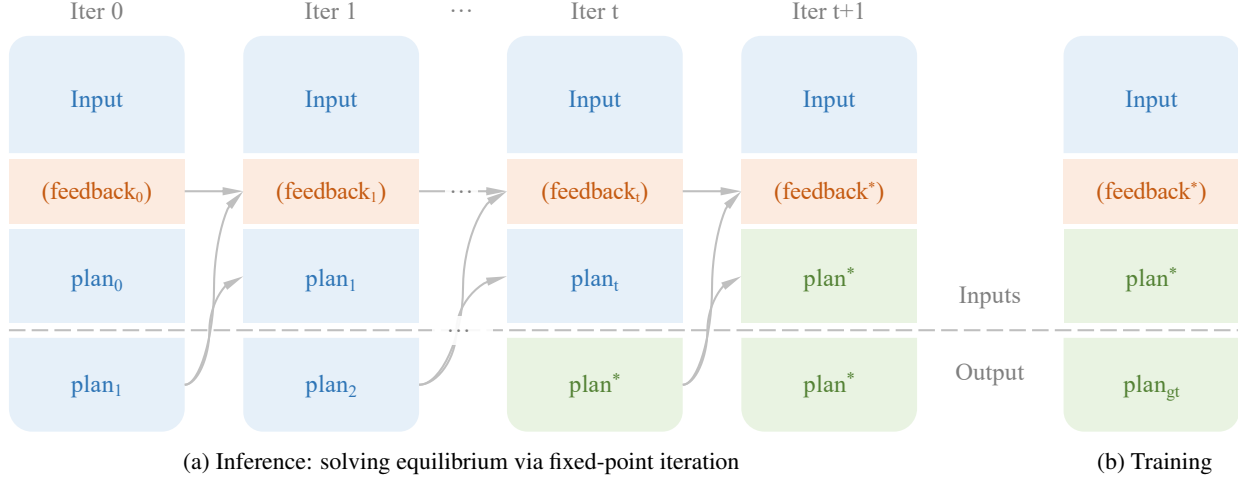 Iter 0 Iter 1 ... Iter t Iter t+1
Input Input Input Input Input
(feedback₀) (feedback₁) ... (feedbackₜ) (feedback*) (feedback*)
plan₀ plan₁ planₜ plan* plan*
Inputs
...
Output
plan₁ plan₂ plan* plan* plan_gt
(a) Inference: solving equilibrium via fixed-point iteration (b) Training